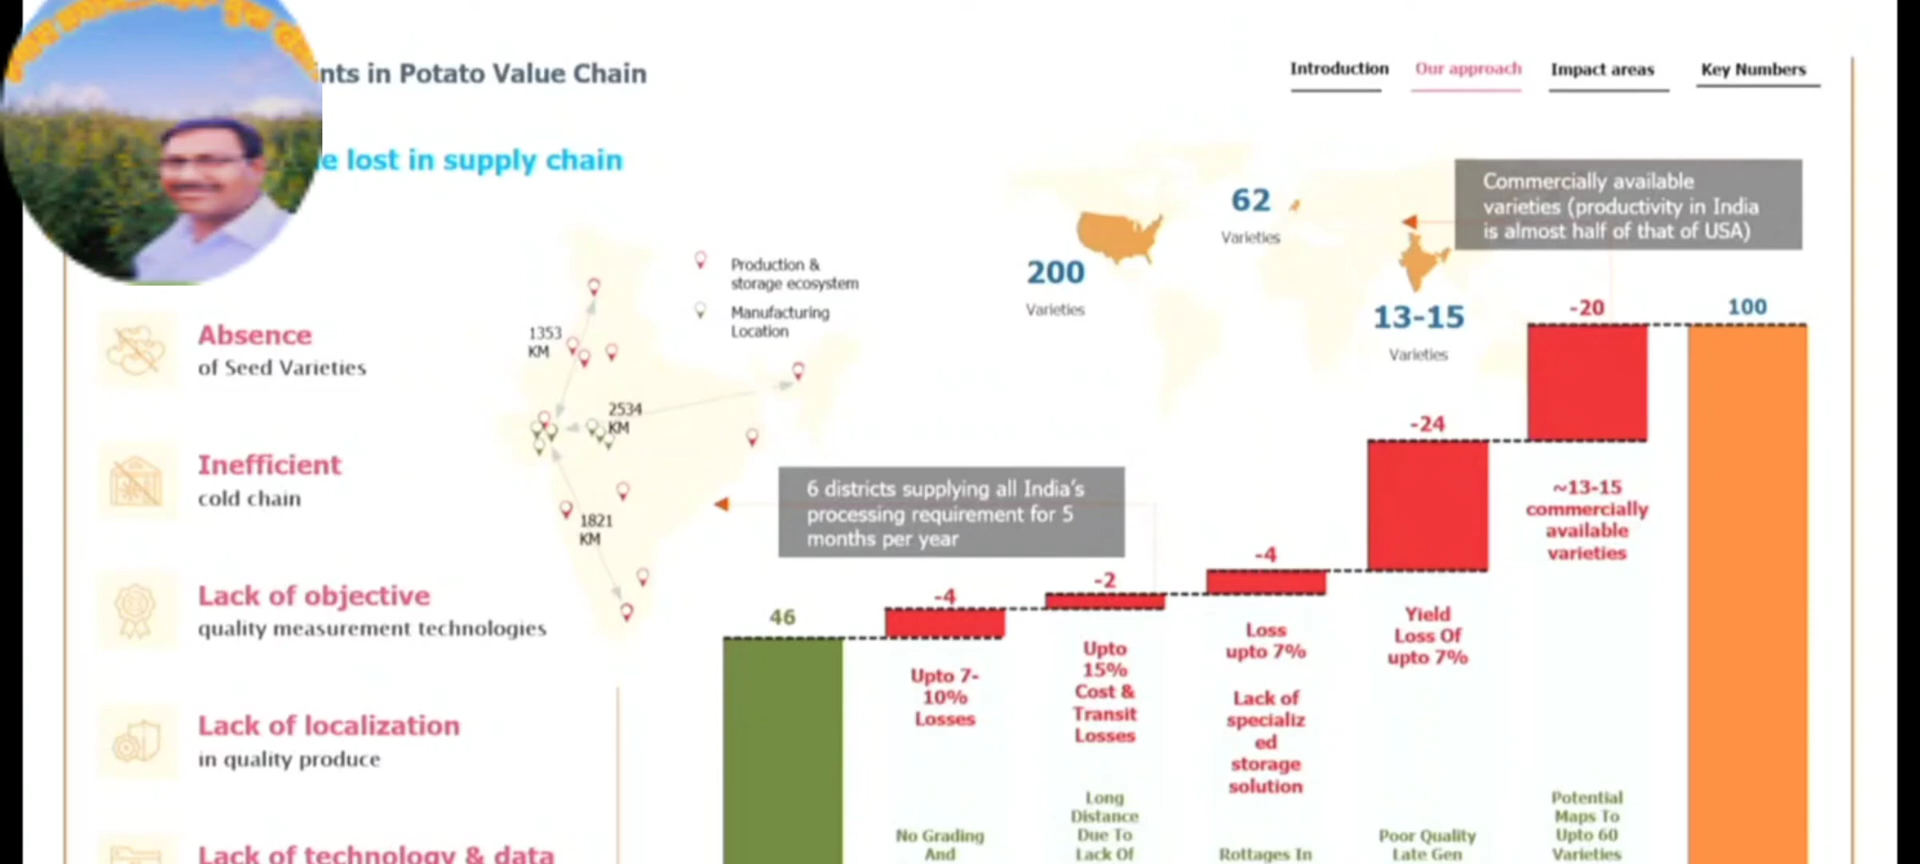 nts in Potato Value Chain
Introduction
Our approach
Impact areas
Key Numbers
e lost in supply chain
Absence
of Seed Varieties
Inefficient
cold chain
Lack of objective
quality measurement technologies
Lack of localization
in quality produce
Lack of technology & data
Production &
storage ecosystem
Manufacturing
Location
1353
KM
2534
KM
1821
KM
200
Varieties
62
Varieties
13-15
Varieties
Commercially available
varieties (productivity in India
is almost half of that of USA)
6 districts supplying all India's
processing requirement for 5
months per year
46
-4
Upto 7-
10%
Losses
No Grading
And
-2
Upto
15%
Cost &
Transit
Losses
Long
Distance
Due To
Lack Of
-4
Loss
upto 7%
Lack of
specializ
ed
storage
solution
Rottages In
-24
Yield
Loss Of
upto 7%
Poor Quality
Late Gen
-20
~13-15
commercially
available
varieties
Potential
Maps To
Upto 60
Varieties
100